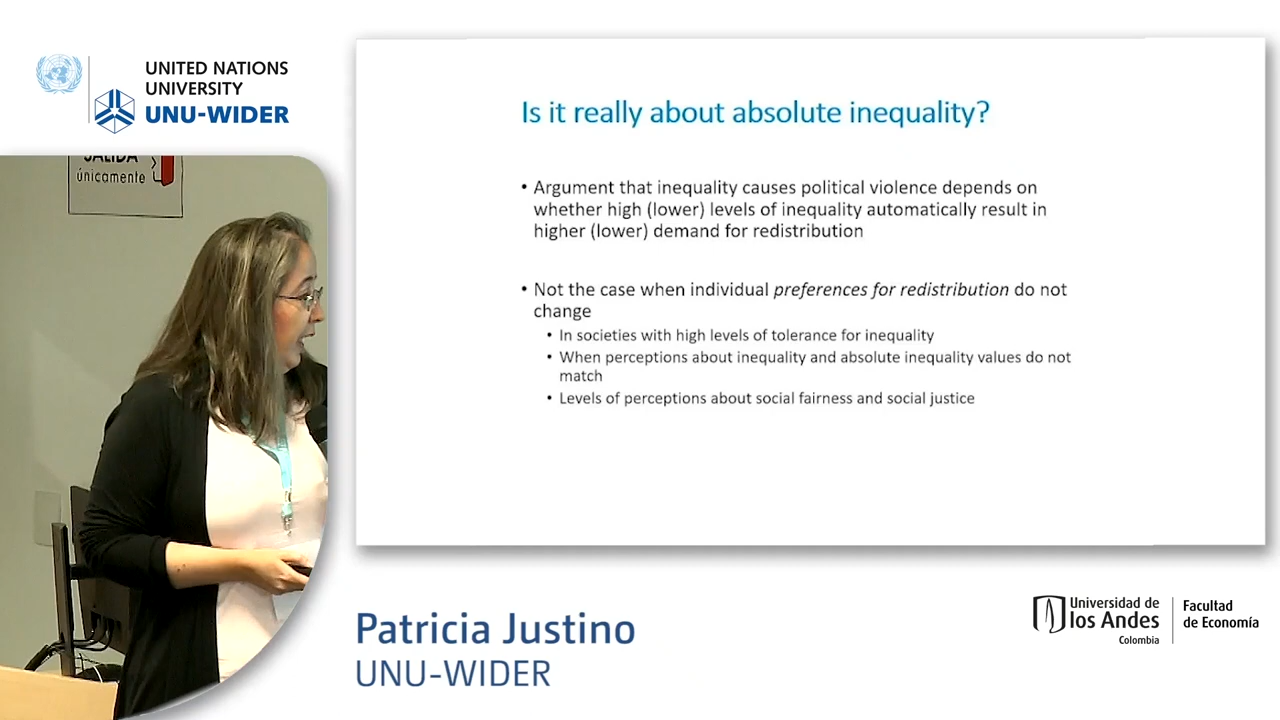 UNITED NATIONS
UNIVERSITY
UNU-WIDER
SALIDA
únicamente
Is it really about absolute inequality?
• Argument that inequality causes political violence depends on
whether high (lower) levels of inequality automatically result in
higher (lower) demand for redistribution
• Not the case when individual preferences for redistribution do not
change
• In societies with high levels of tolerance for inequality
• When perceptions about inequality and absolute inequality values do not
match
• Levels of perceptions about social fairness and social justice
Patricia Justino
UNU-WIDER
Universidad de
los Andes
Colombia
Facultad
de Economía